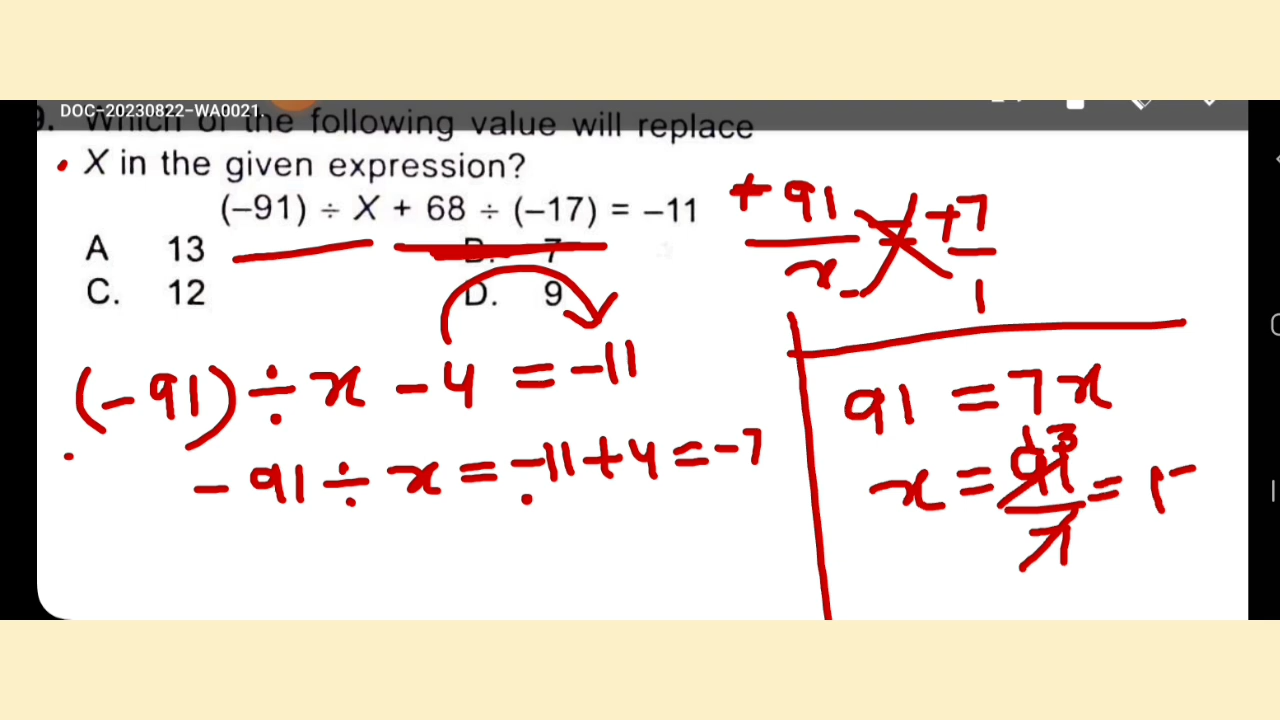 DOC-20230822-WA0021.
9. Which of the following value will replace
X in the given expression?
(–91) ÷ X + 68 ÷ (–17) = –11
A 13 B. 7
C. 12 D. 9
(-91) ÷ x - 4 = -11
- 91 ÷ x = -11 + 4 = -7
+91 / x = +7 / 1
91 = 7x
x = 91 / 7 =
13